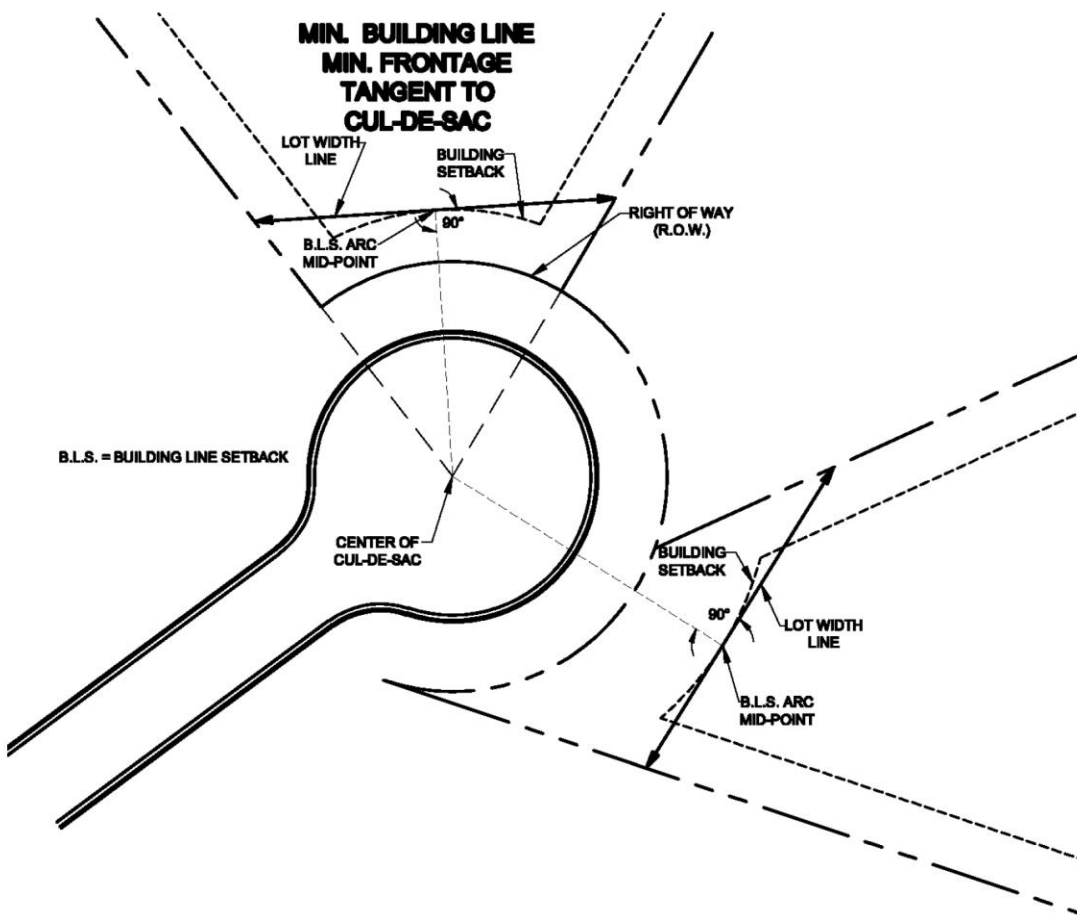 MIN. BUILDING LINE
MIN. FRONTAGE
TANGENT TO
CUL-DE-SAC
LOT WIDTH
LINE
BUILDING
SETBACK
90°
B.L.S. ARC
MID-POINT
RIGHT OF WAY
(R.O.W.)
B.L.S. = BUILDING LINE SETBACK
CENTER OF
CUL-DE-SAC
BUILDING
SETBACK
90°
LOT WIDTH
LINE
B.L.S. ARC
MID-POINT